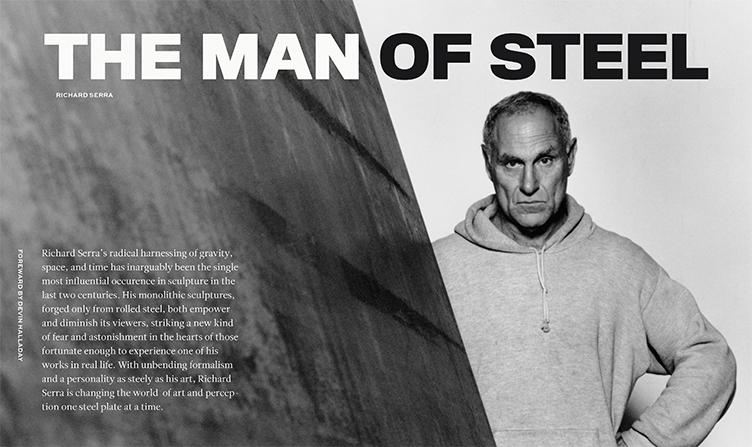 THE MAN OF STEEL
RICHARD SERRA
FOREWARD BY DEVIN HALLADAY
Richard Serra's radical harnessing of gravity,
space, and time has inarguably been the single
most influential occurence in sculpture in the
last two centuries. His monolithic sculptures,
forged only from rolled steel, both empower
and diminish its viewers, striking a new kind
of fear and astonishment in the hearts of those
fortunate enough to experience one of his
works in real life. With unbending formalism
and a personality as steely as his art, Richard
Serra is changing the world of art and percep-
tion one steel plate at a time.